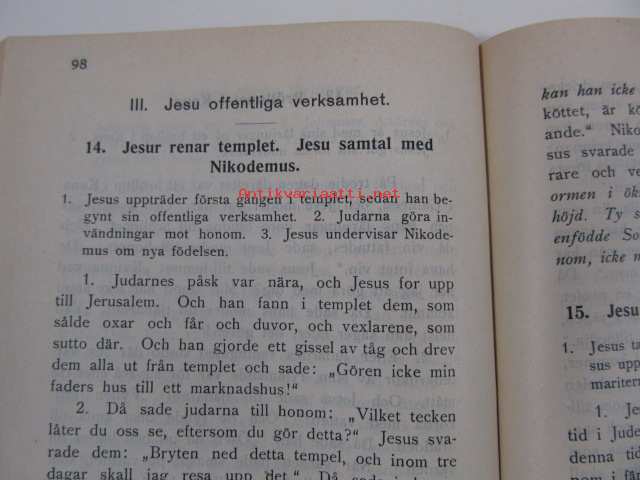 98
III. Jesu offentliga verksamhet.
14. Jesur renar templet. Jesu samtal med
Nikodemus.
antikvariaatti.net
1. Jesus uppträder första gången i templet, sedan han be-
gynt sin offentliga verksamhet. 2. Judarna göra in-
vändningar mot honom. 3. Jesus undervisar Nikode-
mus om nya födelsen.
1. Judarnes påsk var nära, och Jesus for upp
till Jerusalem. Och han fann i templet dem, som
sålde oxar och får och duvor, och vexlarene, som
sutto där. Och han gjorde ett gissel av tåg och drev
dem alla ut från templet och sade: „Gören icke min
faders hus till ett marknadshus!“
2. Då sade judarna till honom: „Vilket tecken
låter du oss se, eftersom du gör detta?“ Jesus sva-
rade dem: „Bryten ned detta tempel, och inom tre
dagar skall jag resa upp det.“ Då sade
kan han icke
köttet, är k
ande.“ Niko
sus svarade
rare och ve
ormen i ök
höjd. Ty s
enfödde So
nom, icke m
15. Jesu
1. Jesus ta
sus upp
mariter
1. Je
tid i Jude
denna tid